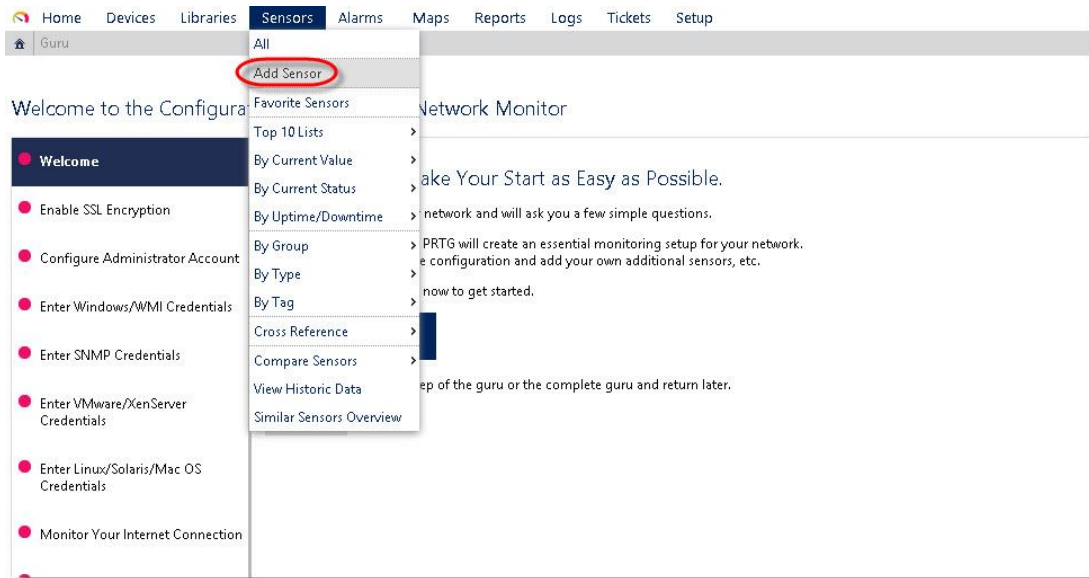 Home Devices Libraries Sensors Alarms Maps Reports Logs Tickets Setup
Guru
All
Add Sensor
Favorite Sensors
Top 10 Lists
By Current Value
By Current Status
By Uptime/Downtime
By Group
By Type
By Tag
Cross Reference
Compare Sensors
View Historic Data
Similar Sensors Overview
Welcome to the Configura
Network Monitor
Welcome
Enable SSL Encryption
Configure Administrator Account
Enter Windows/WMI Credentials
Enter SNMP Credentials
Enter VMware/XenServer
Credentials
Enter Linux/Solaris/Mac OS
Credentials
Monitor Your Internet Connection
ake Your Start as Easy as Possible.
network and will ask you a few simple questions.
PRTG will create an essential monitoring setup for your network.
e configuration and add your own additional sensors, etc.
now to get started.
ep of the guru or the complete guru and return later.